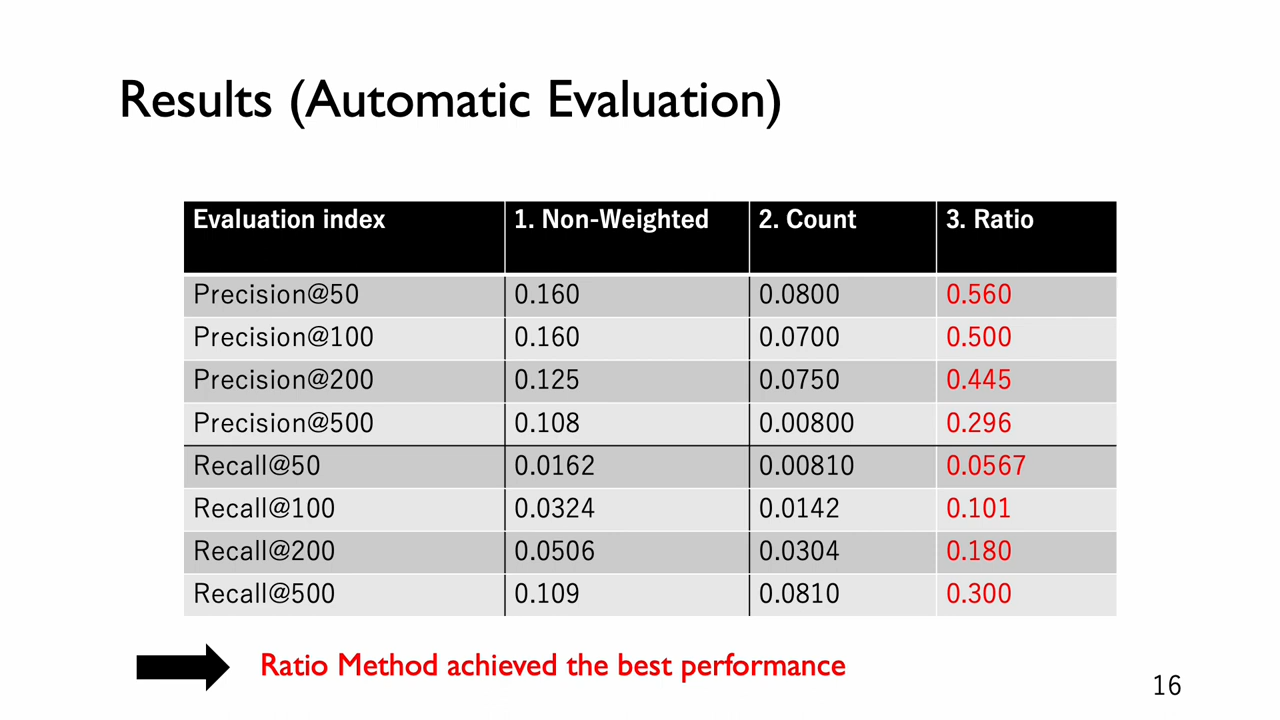 Results (Automatic Evaluation)
Evaluation index 1. Non-Weighted 2. Count 3. Ratio
Precision@50 0.160 0.0800 0.560
Precision@100 0.160 0.0700 0.500
Precision@200 0.125 0.0750 0.445
Precision@500 0.108 0.00800 0.296
Recall@50 0.0162 0.00810 0.0567
Recall@100 0.0324 0.0142 0.101
Recall@200 0.0506 0.0304 0.180
Recall@500 0.109 0.0810 0.300
Ratio Method achieved the best performance
16